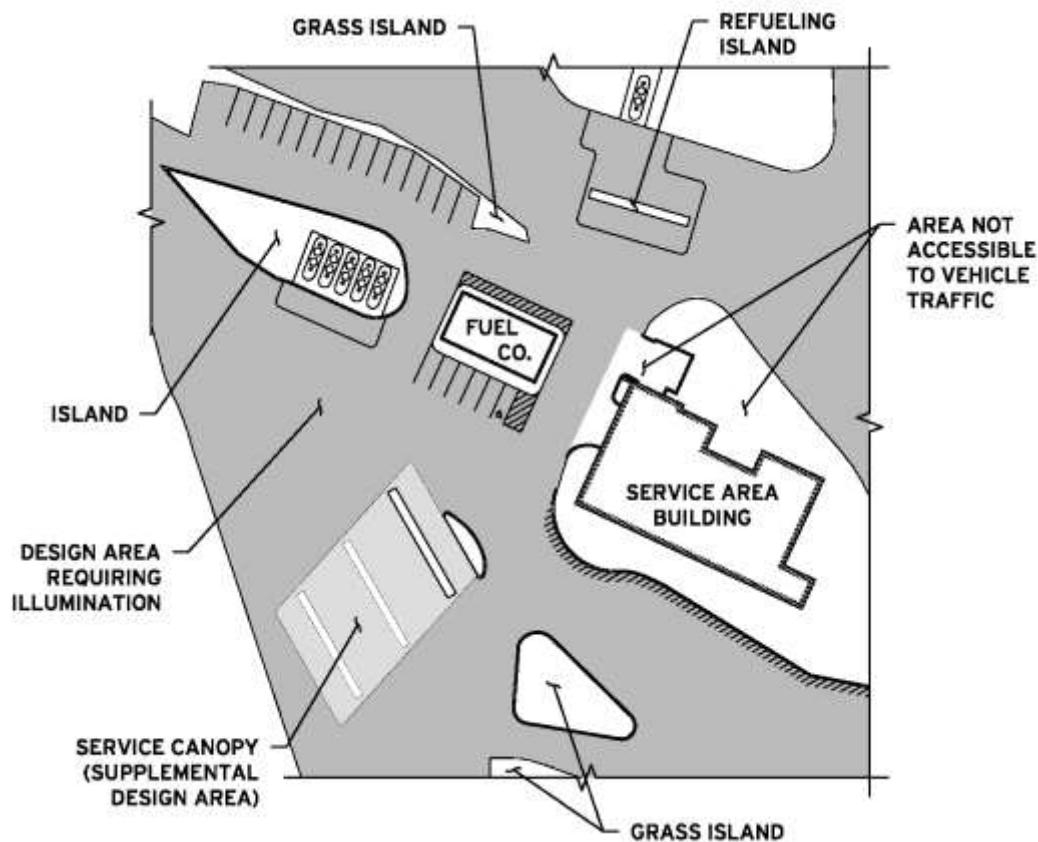 GRASS ISLAND
REFUELING
ISLAND
AREA NOT
ACCESSIBLE
TO VEHICLE
TRAFFIC
FUEL
CO.
ISLAND
SERVICE AREA
BUILDING
DESIGN AREA
REQUIRING
ILLUMINATION
SERVICE CANOPY
(SUPPLEMENTAL
DESIGN AREA)
GRASS ISLAND